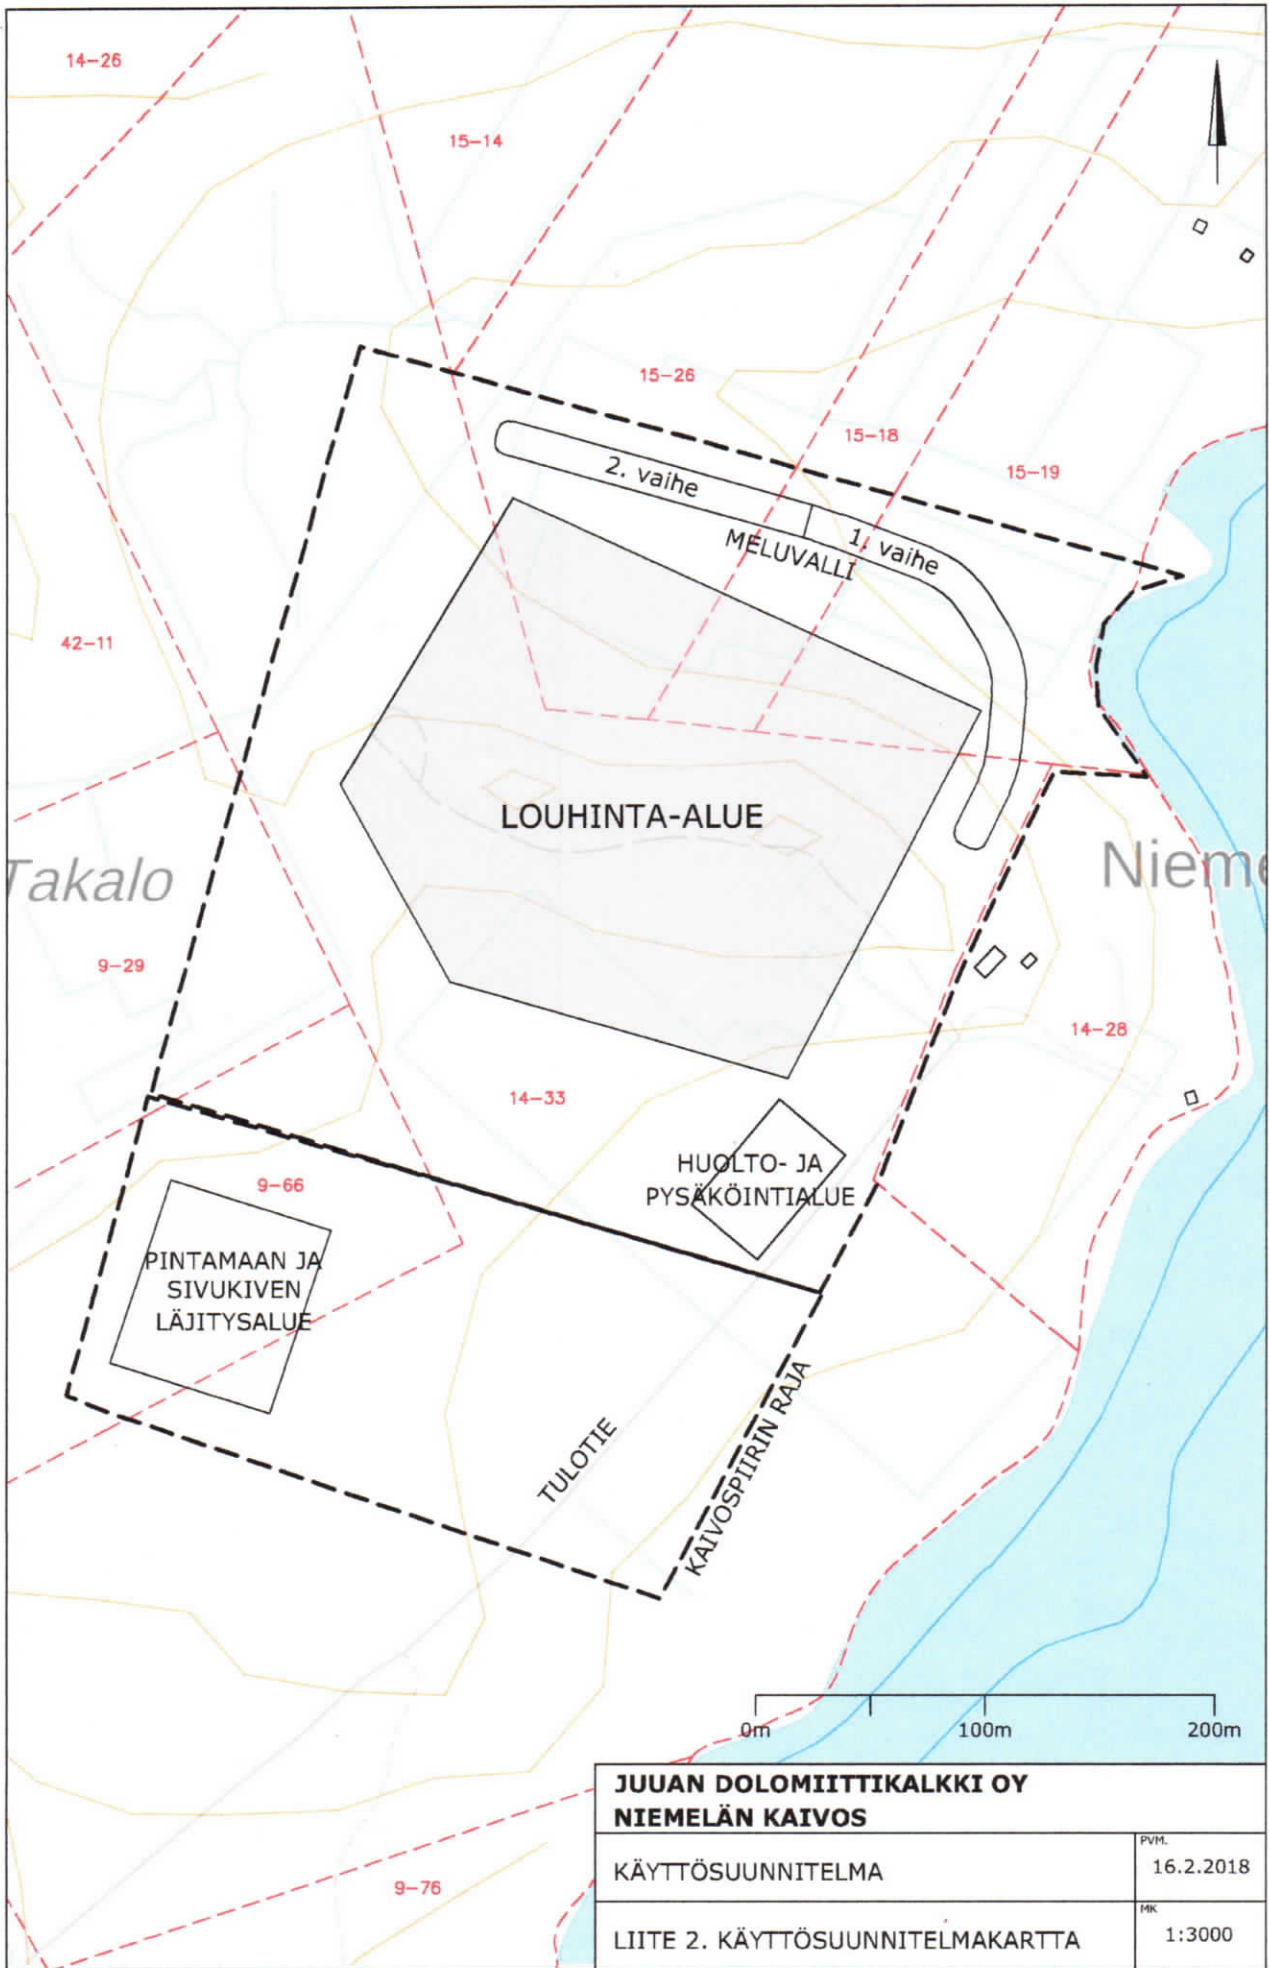 14-26
15-14
15-26
15-18
15-19
2. vaihe
1. vaihe
MELUVALLI
42-11
LOUHINTA-ALUE
Takalo
Nieme
9-29
14-28
14-33
HUOLTO- JA
PYSÄKÖINTIALUE
9-66
PINTAMAAN JA
SIVUKIVEN
LÄJITYSALUE
TULOTIE
KAIVOSPIIRIN RAJA
0m 100m 200m
9-76
JUUAN DOLOMIITTIKALKKI OY
NIEMELÄN KAIVOS
KÄYTTÖSUUNNITELMA
PVM.
16.2.2018
LIITE 2. KÄYTTÖSUUNNITELMAKARTTA
MK
1:3000